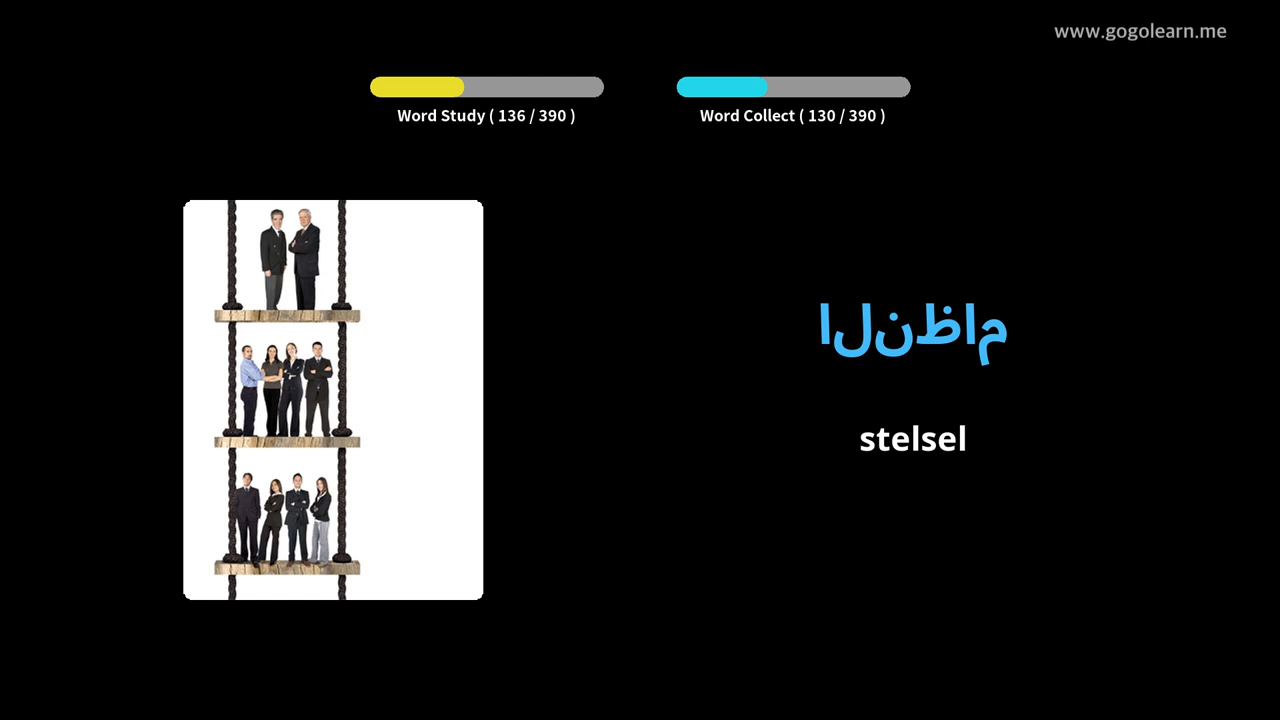 www.gogolearn.me
Word Study ( 136 / 390 )
Word Collect ( 130 / 390 )
النظام
stelsel